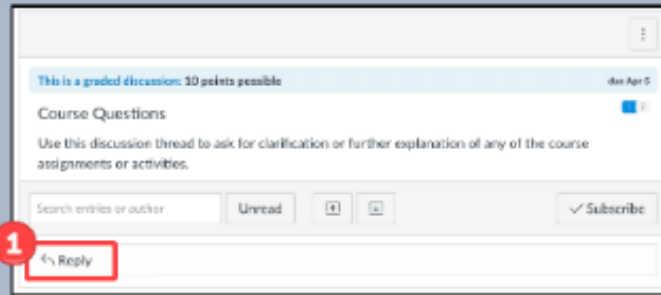 This is a graded discussion: 10 points possible
due Apr 5
Course Questions
Use this discussion thread to ask for clarification or further explanation of any of the course
assignments or activities.
Search entries or author
Unread
Subscribe
1
Reply